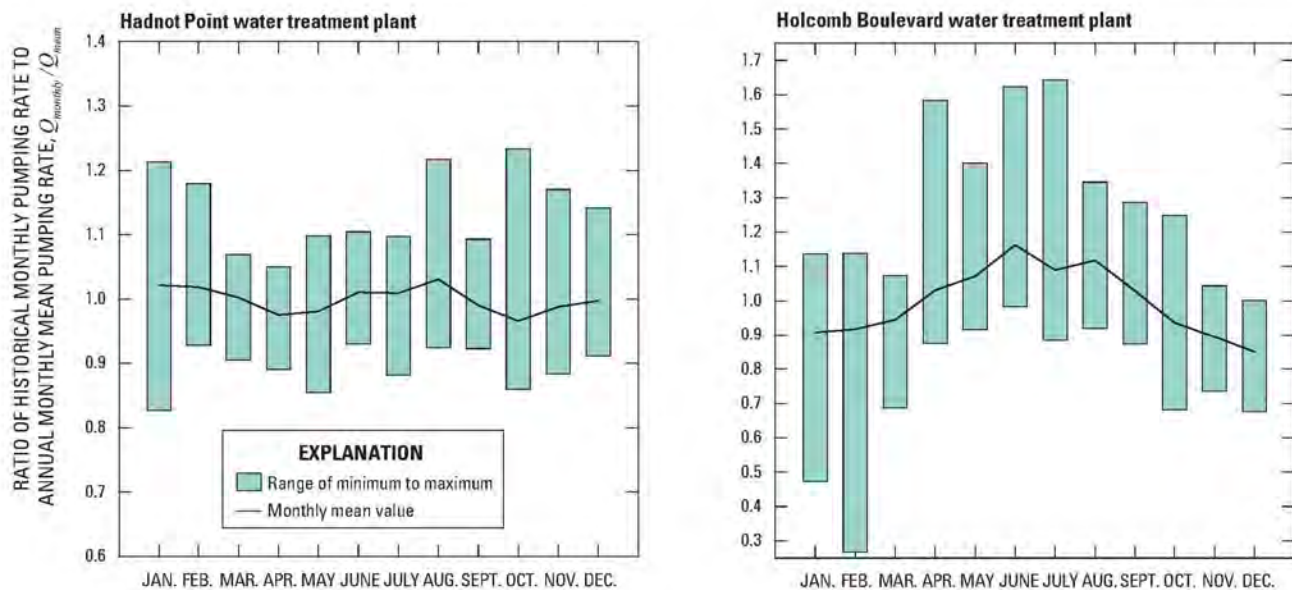 Hadnot Point water treatment plant
RATIO OF HISTORICAL MONTHLY PUMPING RATE TO
ANNUAL MONTHLY MEAN PUMPING RATE, Qmonthly/Qmean
1.4
1.3
1.2
1.1
1.0
0.9
0.8
0.7
0.6
EXPLANATION
Range of minimum to maximum
Monthly mean value
JAN. FEB. MAR. APR. MAY JUNE JULY AUG. SEPT. OCT. NOV. DEC.
Holcomb Boulevard water treatment plant
1.7
1.6
1.5
1.4
1.3
1.2
1.1
1.0
0.9
0.8
0.7
0.6
0.5
0.4
0.3
JAN. FEB. MAR. APR. MAY JUNE JULY AUG. SEPT. OCT. NOV. DEC.